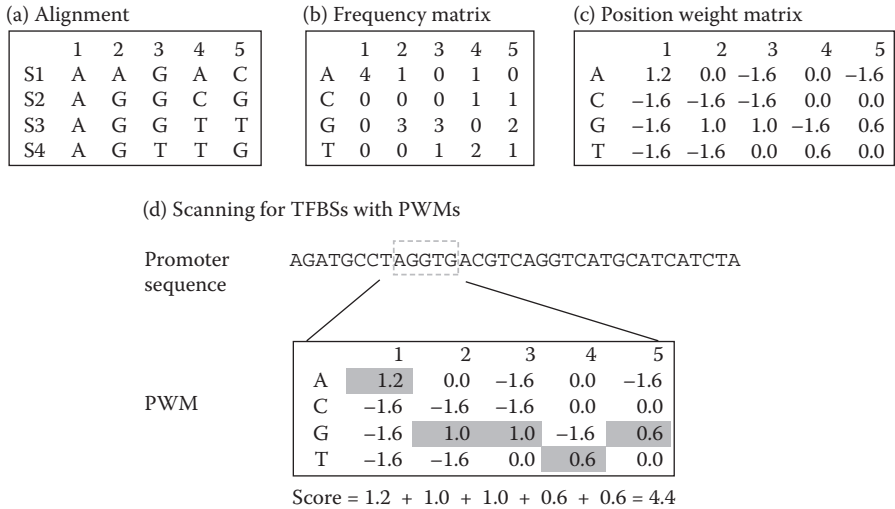 (a) Alignment
1 2 3 4 5
S1 A A G A C
S2 A G G C G
S3 A G G T T
S4 A G T T G
(b) Frequency matrix
1 2 3 4 5
A 4 1 0 1 0
C 0 0 0 1 1
G 0 3 3 0 2
T 0 0 1 2 1
(c) Position weight matrix
1 2 3 4 5
A 1.2 0.0 −1.6 0.0 −1.6
C −1.6 −1.6 −1.6 0.0 0.0
G −1.6 1.0 1.0 −1.6 0.6
T −1.6 −1.6 0.0 0.6 0.0
(d) Scanning for TFBSs with PWMs
Promoter
sequence
AGATGCCTAGGTGACGTCAGGTCATGCATCATCTA
PWM
1 2 3 4 5
A 1.2 0.0 −1.6 0.0 −1.6
C −1.6 −1.6 −1.6 0.0 0.0
G −1.6 1.0 1.0 −1.6 0.6
T −1.6 −1.6 0.0 0.6 0.0
Score = 1.2 + 1.0 + 1.0 + 0.6 + 0.6 = 4.4